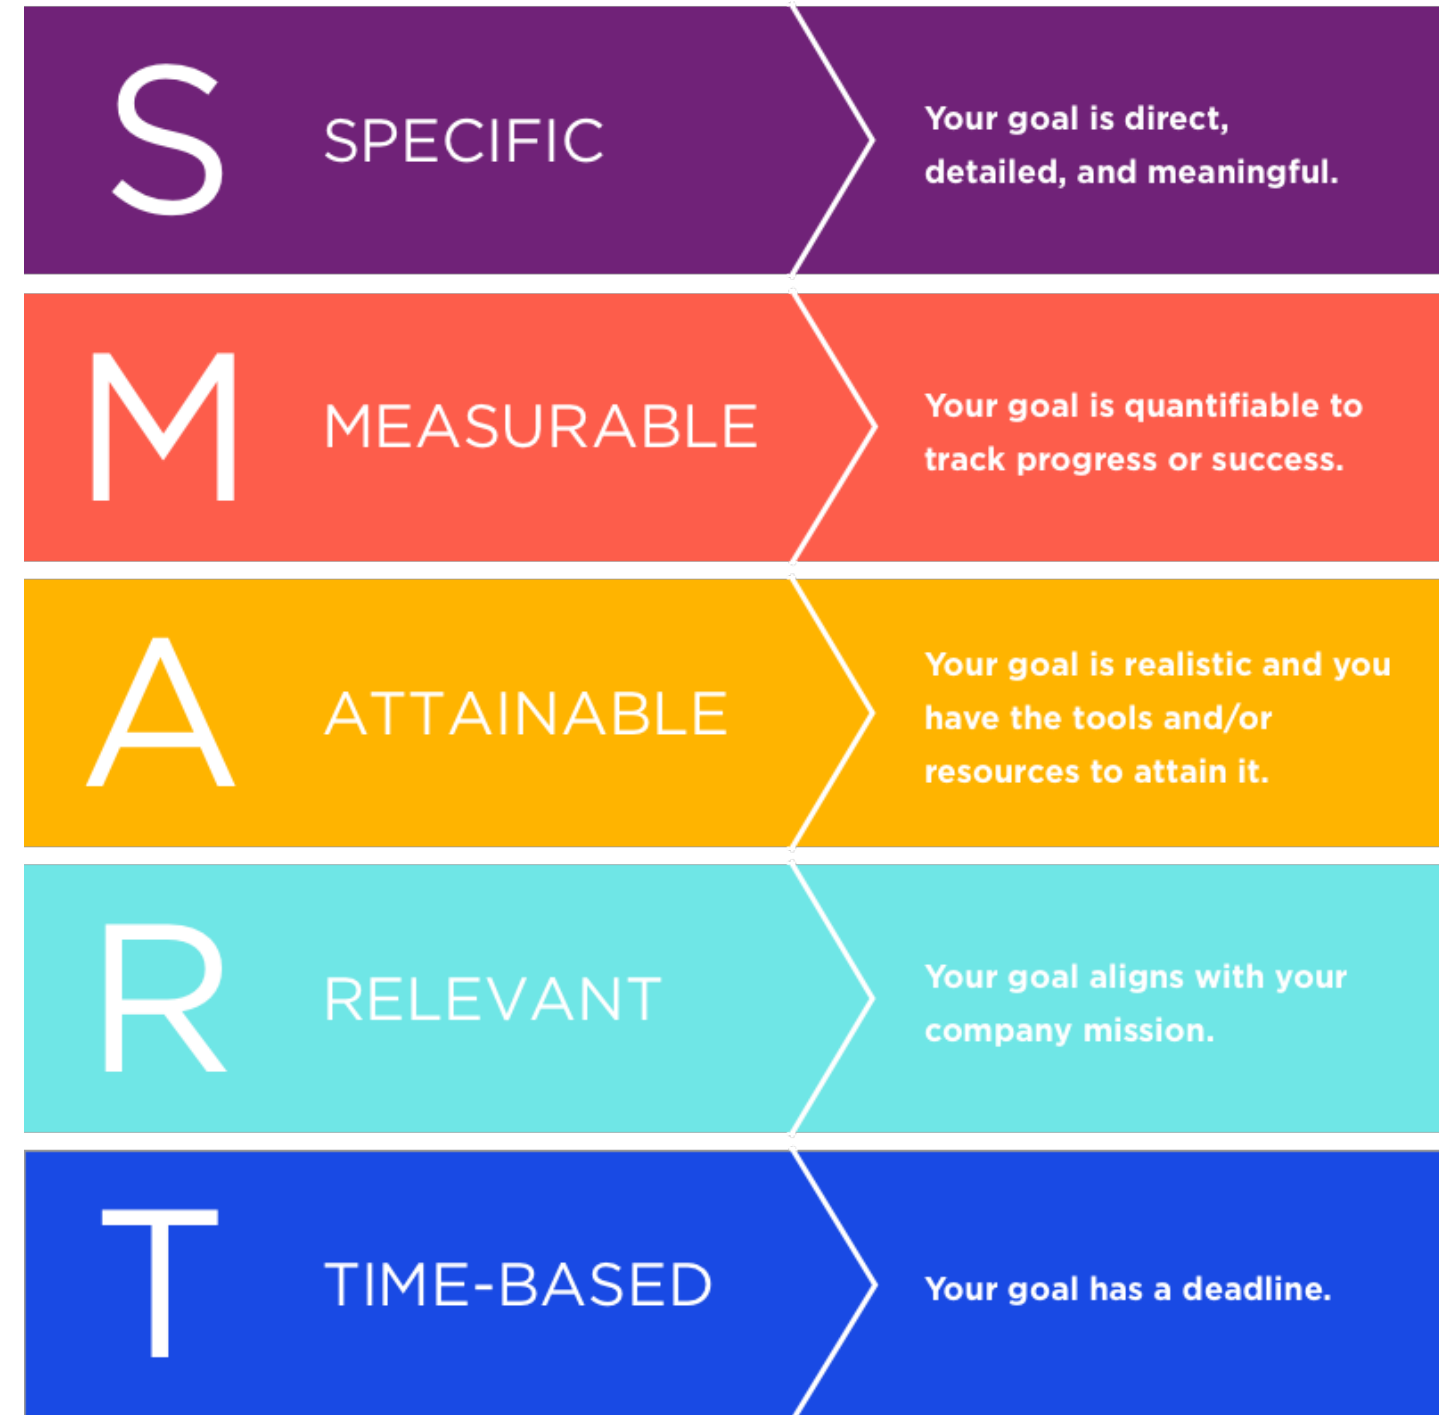 S
SPECIFIC
Your goal is direct,
detailed, and meaningful.
M
MEASURABLE
Your goal is quantifiable to
track progress or success.
A
ATTAINABLE
Your goal is realistic and you
have the tools and/or
resources to attain it.
R
RELEVANT
Your goal aligns with your
company mission.
T
TIME-BASED
Your goal has a deadline.